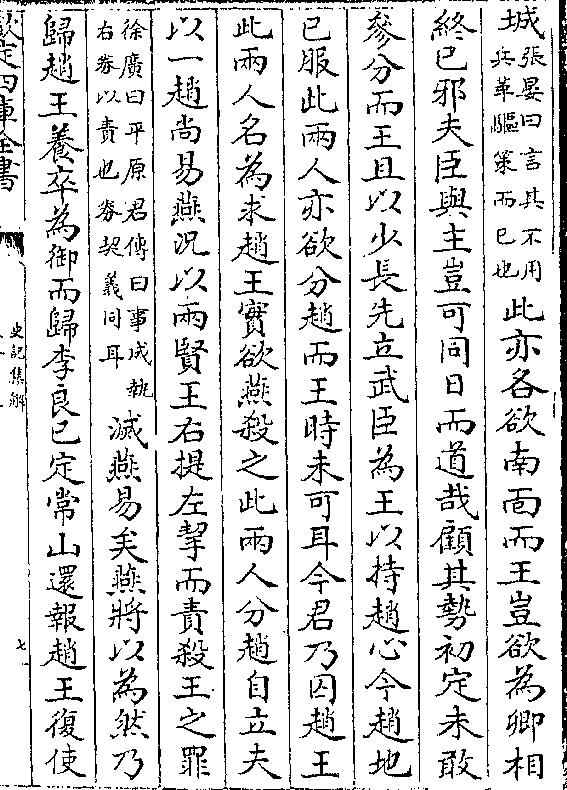 城張晏曰言其不用兵革驅策而已也此亦各欲南面而王豈欲為卿相
終已邪夫臣與主豈可同日而道哉顧其勢初定未敢
參分而王且以少長先立武臣為王以持趙心今趙地
已服此兩人亦欲分趙而王時未可耳今君乃囚趙王
此兩人名為求趙王實欲燕殺之此兩人分趙自立夫
以一趙尚易燕況以兩賢王右提左挈而責殺王之罪
徐廣曰平原君傳曰事成執右券以責也券契義同耳滅燕易矣燕將以為然乃
歸趙王養卒為御而歸李良已定常山還報趙王復使
欽定四庫全書
史記集解
七